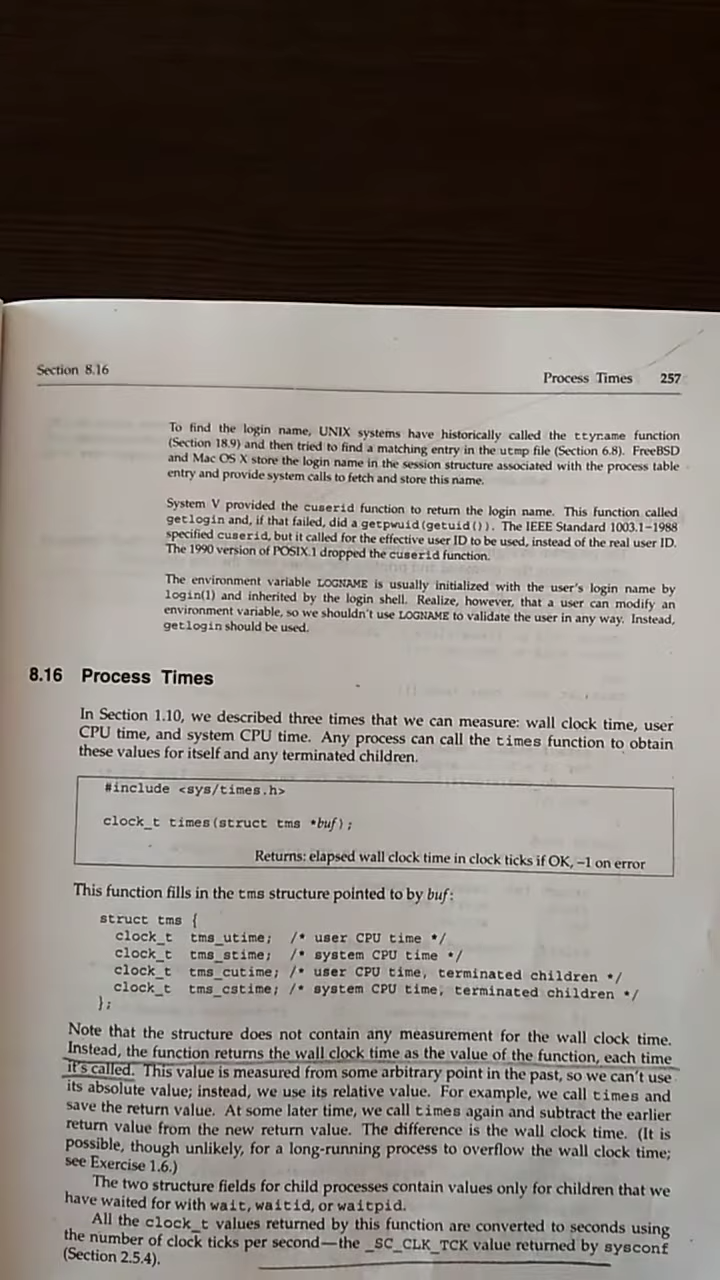 Section 8.16
Process Times 257
To find the login name, UNIX systems have historically called the ttyname function
(Section 18.9) and then tried to find a matching entry in the utmp file (Section 6.8). FreeBSD
and Mac OS X store the login name in the session structure associated with the process table
entry and provide system calls to fetch and store this name.
System V provided the cuserid function to return the login name. This function called
getlogin and, if that failed, did a getpwuid(getuid()). The IEEE Standard 1003.1–1988
specified cuserid, but it called for the effective user ID to be used, instead of the real user ID.
The 1990 version of POSIX.1 dropped the cuserid function.
The environment variable LOGNAME is usually initialized with the user's login name by
login(1) and inherited by the login shell. Realize, however, that a user can modify an
environment variable, so we shouldn't use LOGNAME to validate the user in any way. Instead,
getlogin should be used.
8.16 Process Times
In Section 1.10, we described three times that we can measure: wall clock time, user
CPU time, and system CPU time. Any process can call the times function to obtain
these values for itself and any terminated children.
#include <sys/times.h>
clock_t times(struct tms *buf);
Returns: elapsed wall clock time in clock ticks if OK, –1 on error
This function fills in the tms structure pointed to by buf:
struct tms {
clock_t tms_utime; /* user CPU time */
clock_t tms_stime; /* system CPU time */
clock_t tms_cutime; /* user CPU time, terminated children */
clock_t tms_cstime; /* system CPU time, terminated children */
};
Note that the structure does not contain any measurement for the wall clock time.
Instead, the function returns the wall clock time as the value of the function, each time
it's called. This value is measured from some arbitrary point in the past, so we can't use
its absolute value; instead, we use its relative value. For example, we call times and
save the return value. At some later time, we call times again and subtract the earlier
return value from the new return value. The difference is the wall clock time. (It is
possible, though unlikely, for a long-running process to overflow the wall clock time;
see Exercise 1.6.)
The two structure fields for child processes contain values only for children that we
have waited for with wait, waitid, or waitpid.
All the clock_t values returned by this function are converted to seconds using
the number of clock ticks per second—the _SC_CLK_TCK value returned by sysconf
(Section 2.5.4).